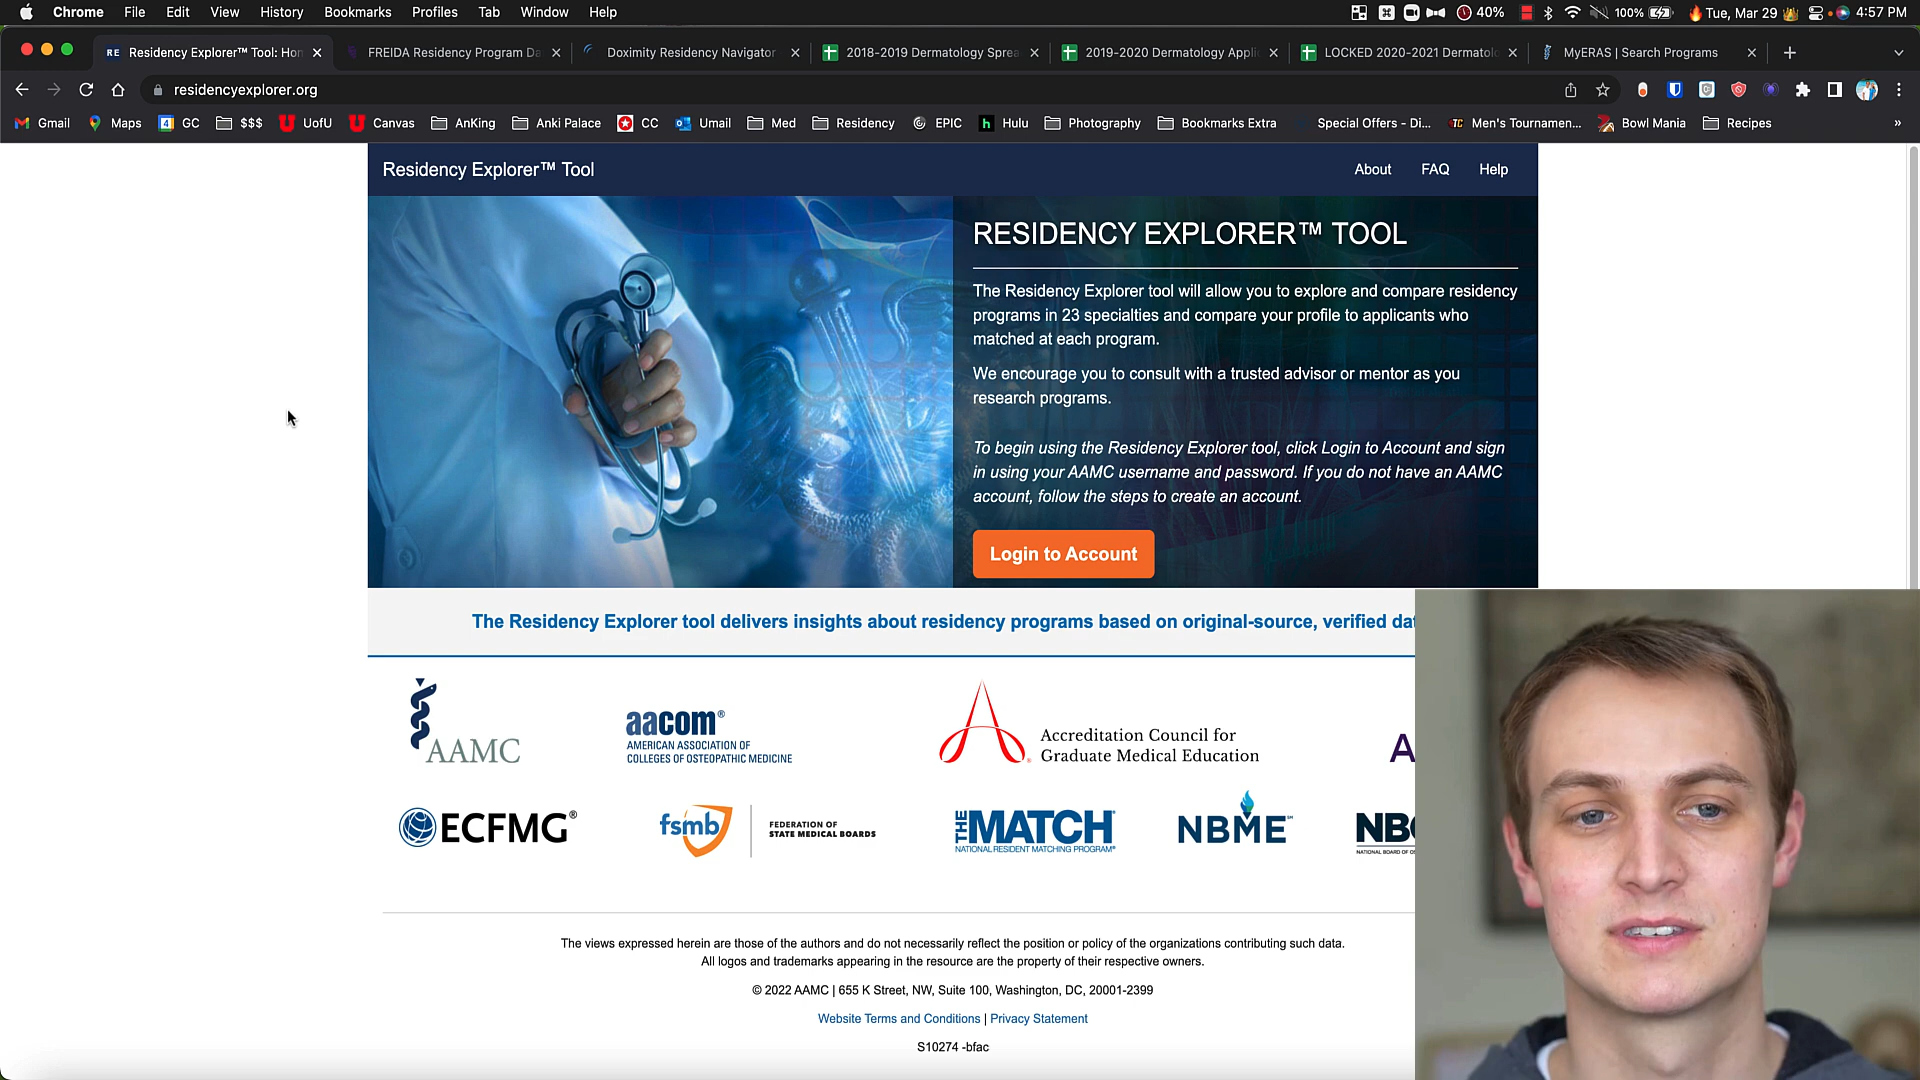 Chrome File Edit View History Bookmarks Profiles Tab Window Help 40% 100% Tue, Mar 29 4:57 PM
RE Residency Explorer™ Tool: Hon FREIDA Residency Program Da Doximity Residency Navigator 2018-2019 Dermatology Sprea 2019-2020 Dermatology Appli LOCKED 2020-2021 Dermatolo MyERAS | Search Programs
residencyexplorer.org
Gmail Maps 4 GC $$$ UofU Canvas AnKing Anki Palace CC Umail Med Residency EPIC h Hulu Photography Bookmarks Extra Special Offers - Di... TC Men's Tournamen... Bowl Mania Recipes »
Residency Explorer™ Tool About FAQ Help
RESIDENCY EXPLORER™ TOOL
The Residency Explorer tool will allow you to explore and compare residency
programs in 23 specialties and compare your profile to applicants who
matched at each program.
We encourage you to consult with a trusted advisor or mentor as you
research programs.
To begin using the Residency Explorer tool, click Login to Account and sign
in using your AAMC username and password. If you do not have an AAMC
account, follow the steps to create an account.
Login to Account
The Residency Explorer tool delivers insights about residency programs based on original-source, verified dat
AAMC
aacom®
AMERICAN ASSOCIATION OF
COLLEGES OF OSTEOPATHIC MEDICINE
Accreditation Council for
Graduate Medical Education
A
ECFMG®
fsmb
FEDERATION OF
STATE MEDICAL BOARDS
THE MATCH
NATIONAL RESIDENT MATCHING PROGRAM®
NBME℠
NBO
NATIONAL BOARD OF OS
The views expressed herein are those of the authors and do not necessarily reflect the position or policy of the organizations contributing such data.
All logos and trademarks appearing in the resource are the property of their respective owners.
© 2022 AAMC | 655 K Street, NW, Suite 100, Washington, DC, 20001-2399
Website Terms and Conditions | Privacy Statement
S10274 -bfac